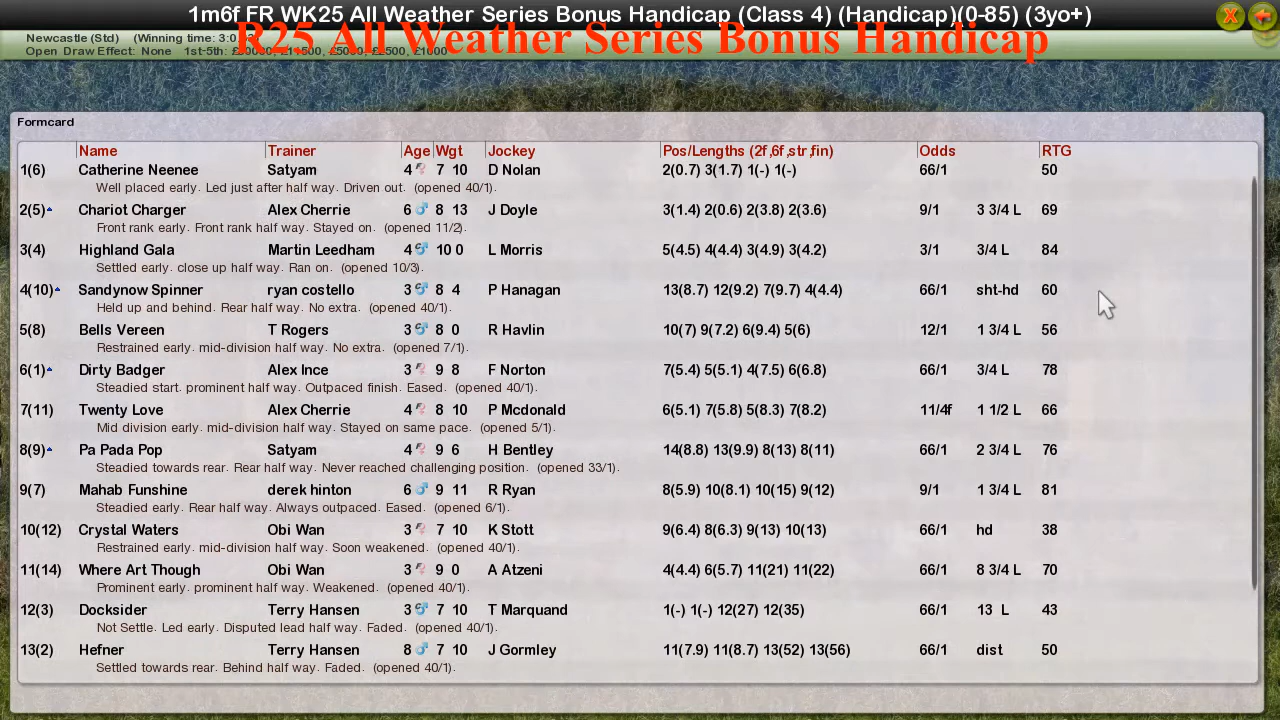 1m6f FR WK25 All Weather Series Bonus Handicap (Class 4) (Handicap)(0-85) (3yo+)
R25 All Weather Series Bonus Handicap
Newcastle (Std) (Winning time: 3:0
Open Draw Effect: None 1st-5th: £11500, £5000, £2500, £1000
Formcard
Name Trainer Age Wgt Jockey Pos/Lengths (2f,6f,str,fin) Odds RTG
1(6) Catherine Neenee Satyam 4 7 10 D Nolan 2(0.7) 3(1.7) 1(-) 1(-) 66/1 50
Well placed early. Led just after half way. Driven out. (opened 40/1).
2(5) Chariot Charger Alex Cherrie 6 8 13 J Doyle 3(1.4) 2(0.6) 2(3.8) 2(3.6) 9/1 3 3/4 L 69
Front rank early. Front rank half way. Stayed on. (opened 11/2).
3(4) Highland Gala Martin Leedham 4 10 0 L Morris 5(4.5) 4(4.4) 3(4.9) 3(4.2) 3/1 3/4 L 84
Settled early. close up half way. Ran on. (opened 10/3).
4(10) Sandynow Spinner ryan costello 3 8 4 P Hanagan 13(8.7) 12(9.2) 7(9.7) 4(4.4) 66/1 sht-hd 60
Held up and behind. Rear half way. No extra. (opened 40/1).
5(8) Bells Vereen T Rogers 3 8 0 R Havlin 10(7) 9(7.2) 6(9.4) 5(6) 12/1 1 3/4 L 56
Restrained early. mid-division half way. No extra. (opened 7/1).
6(1) Dirty Badger Alex Ince 3 9 8 F Norton 7(5.4) 5(5.1) 4(7.5) 6(6.8) 66/1 3/4 L 78
Steadied start. prominent half way. Outpaced finish. Eased. (opened 40/1).
7(11) Twenty Love Alex Cherrie 4 8 10 P Mcdonald 6(5.1) 7(5.8) 5(8.3) 7(8.2) 11/4f 1 1/2 L 66
Mid division early. mid-division half way. Stayed on same pace. (opened 5/1).
8(9) Pa Pada Pop Satyam 4 9 6 H Bentley 14(8.8) 13(9.9) 8(13) 8(11) 66/1 2 3/4 L 76
Steadied towards rear. Rear half way. Never reached challenging position. (opened 33/1).
9(7) Mahab Funshine derek hinton 6 9 11 R Ryan 8(5.9) 10(8.1) 10(15) 9(12) 9/1 1 3/4 L 81
Steadied early. Rear half way. Always outpaced. Eased. (opened 6/1).
10(12) Crystal Waters Obi Wan 3 7 10 K Stott 9(6.4) 8(6.3) 9(13) 10(13) 66/1 hd 38
Restrained early. mid-division half way. Soon weakened. (opened 40/1).
11(14) Where Art Though Obi Wan 3 9 0 A Atzeni 4(4.4) 6(5.7) 11(21) 11(22) 66/1 8 3/4 L 70
Prominent early. prominent half way. Weakened. (opened 40/1).
12(3) Docksider Terry Hansen 3 7 10 T Marquand 1(-) 1(-) 12(27) 12(35) 66/1 13 L 43
Not Settle. Led early. Disputed lead half way. Faded. (opened 40/1).
13(2) Hefner Terry Hansen 8 7 10 J Gormley 11(7.9) 11(8.7) 13(52) 13(56) 66/1 dist 50
Settled towards rear. Behind half way. Faded. (opened 40/1).